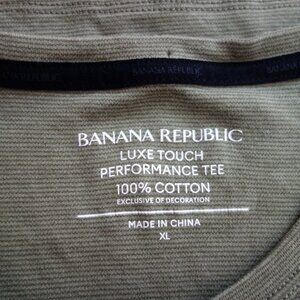 BANANA REPUBLIC
BANANA REPUBLIC
LUXE TOUCH
PERFORMANCE TEE
100% COTTON
EXCLUSIVE OF DECORATION
MADE IN CHINA
XL